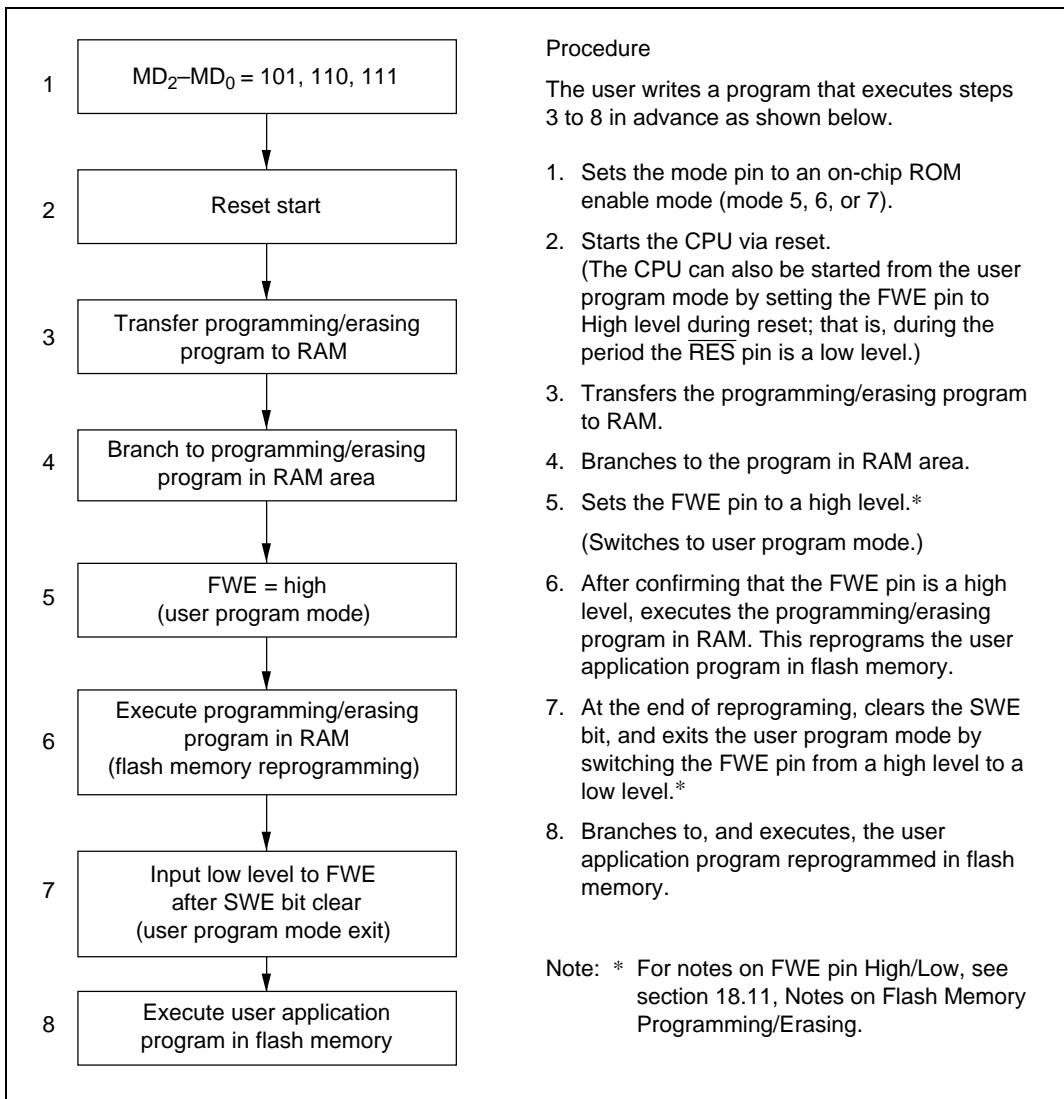 1
MD2–MD0 = 101, 110, 111
2
Reset start
3
Transfer programming/erasing
program to RAM
4
Branch to programming/erasing
program in RAM area
5
FWE = high
(user program mode)
6
Execute programming/erasing
program in RAM
(flash memory reprogramming)
7
Input low level to FWE
after SWE bit clear
(user program mode exit)
8
Execute user application
program in flash memory
Procedure
The user writes a program that executes steps
3 to 8 in advance as shown below.
1. Sets the mode pin to an on-chip ROM
enable mode (mode 5, 6, or 7).
2. Starts the CPU via reset.
(The CPU can also be started from the user
program mode by setting the FWE pin to
High level during reset; that is, during the
period the RES pin is a low level.)
3. Transfers the programming/erasing program
to RAM.
4. Branches to the program in RAM area.
5. Sets the FWE pin to a high level.*
(Switches to user program mode.)
6. After confirming that the FWE pin is a high
level, executes the programming/erasing
program in RAM. This reprograms the user
application program in flash memory.
7. At the end of reprograming, clears the SWE
bit, and exits the user program mode by
switching the FWE pin from a high level to a
low level.*
8. Branches to, and executes, the user
application program reprogrammed in flash
memory.
Note: * For notes on FWE pin High/Low, see
section 18.11, Notes on Flash Memory
Programming/Erasing.